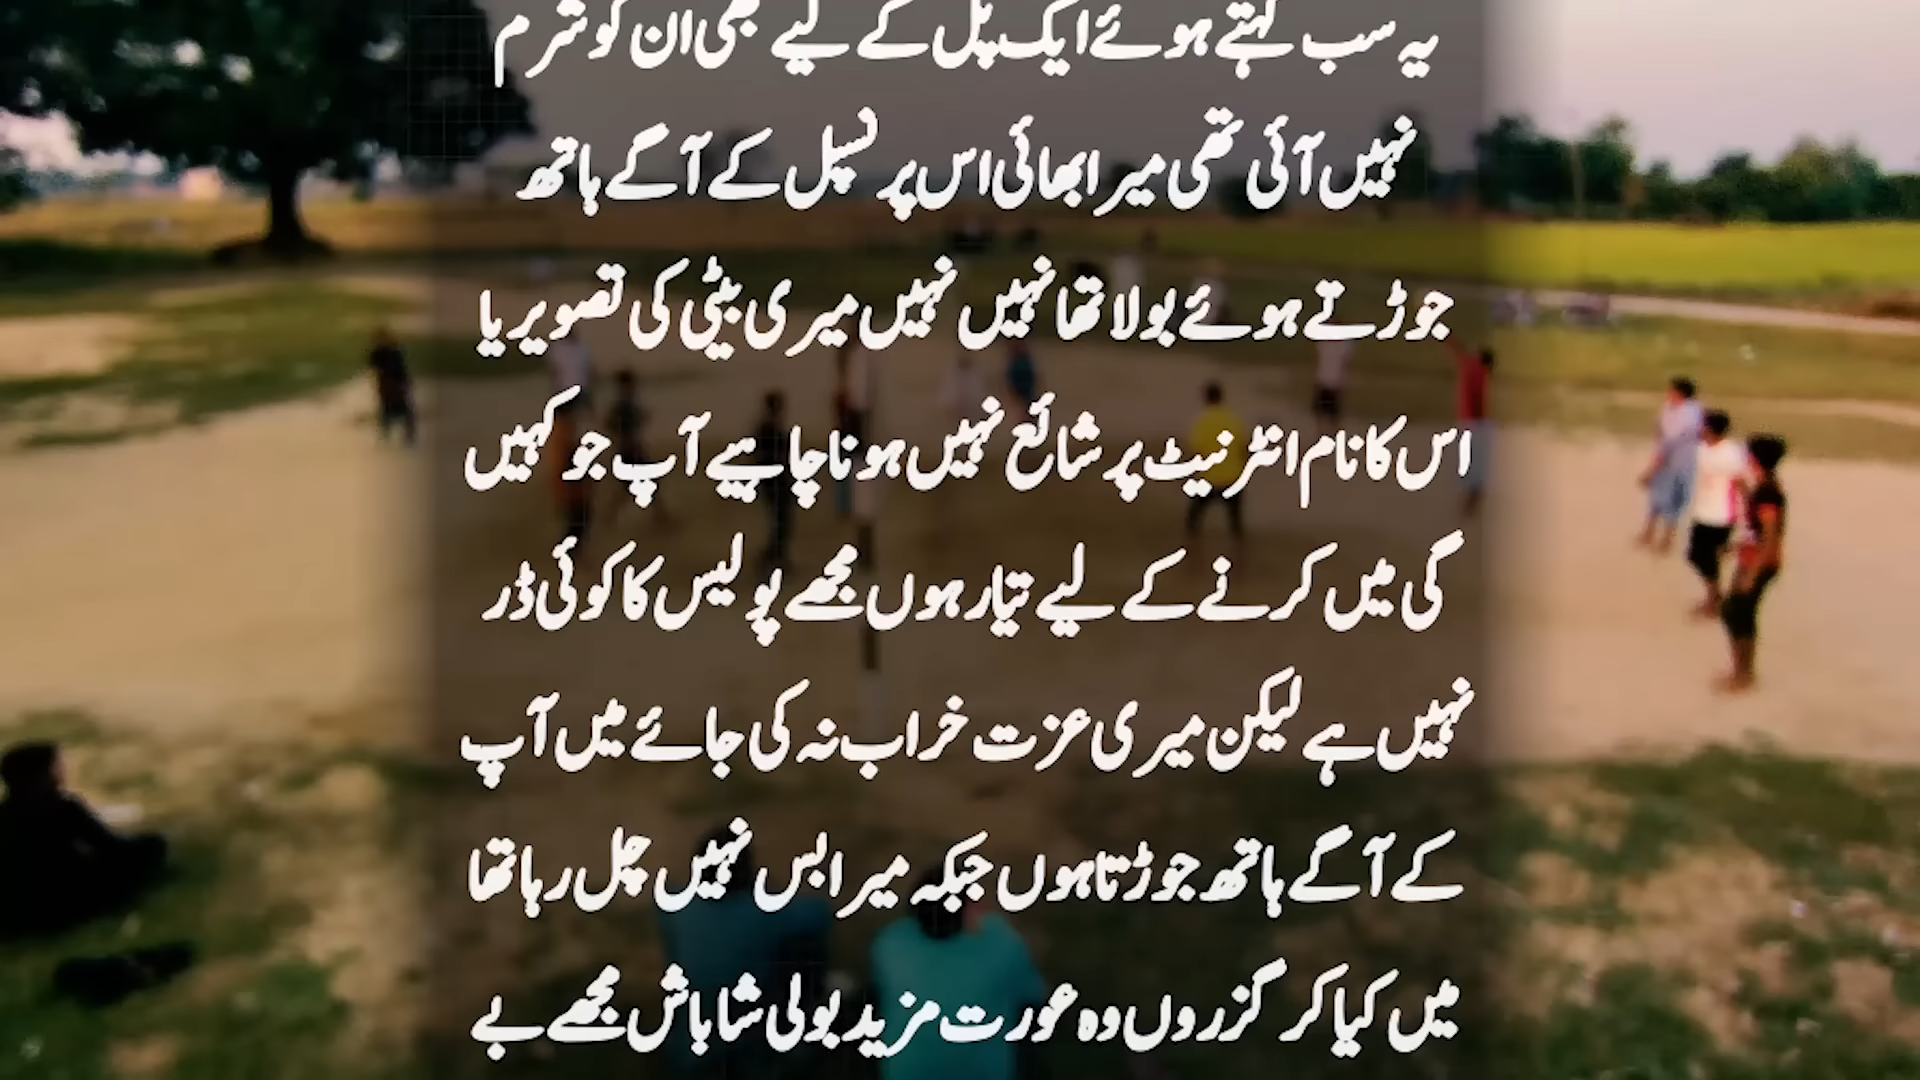 یہ سب کہتے ہوئے ایک پل کے لیے بھی ان کو شرم
نہیں آئی تھی میرا بھائی اس پرنسپل کے آگے ہاتھ
جوڑتے ہوئے بولا تھا نہیں نہیں میری بیٹی کی تصویر یا
اس کا نام انٹرنیٹ پر شائع نہیں ہونا چاہیے آپ جو کہیں
گی میں کرنے کے لیے تیار ہوں مجھے پولیس کا کوئی ڈر
نہیں ہے لیکن میری عزت خراب نہ کی جائے میں آپ
کے آگے ہاتھ جوڑتا ہوں جبکہ میرا بس نہیں چل رہا تھا
میں کیا کر گزروں وہ عورت مزید بولی شاباش مجھے بے